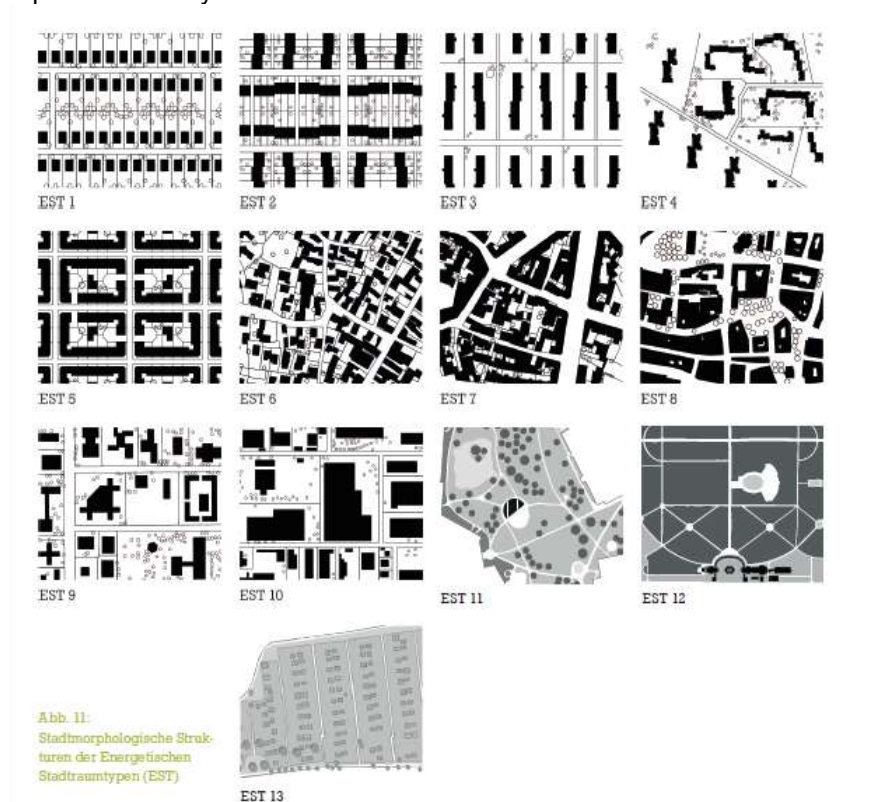 EST 1
EST 2
EST 3
EST 4
EST 5
EST 6
EST 7
EST 8
EST 9
EST 10
EST 11
EST 12
Abb. 11:
Stadtmorphologische Struk-
turen der Energetischen
Stadtraumtypen (EST)
EST 13